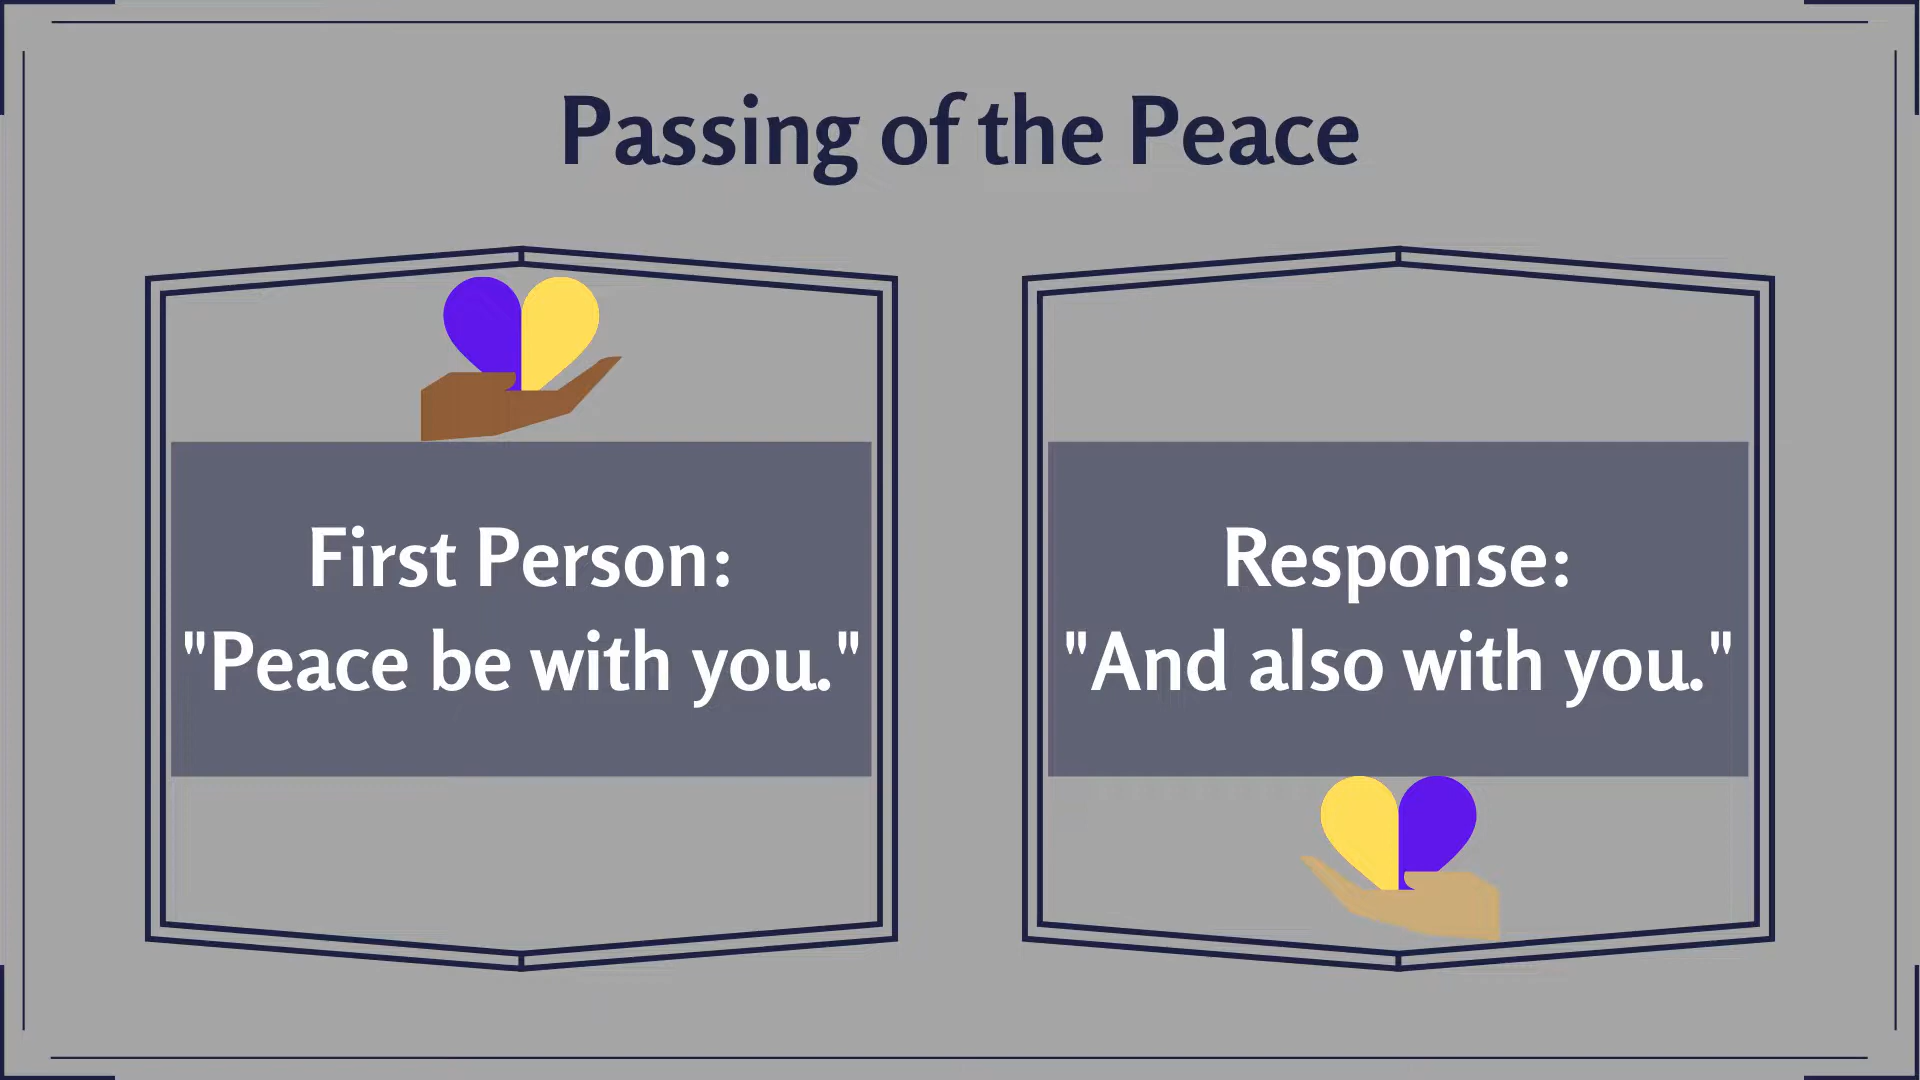 Passing of the Peace
First Person:
"Peace be with you."
Response:
"And also with you."